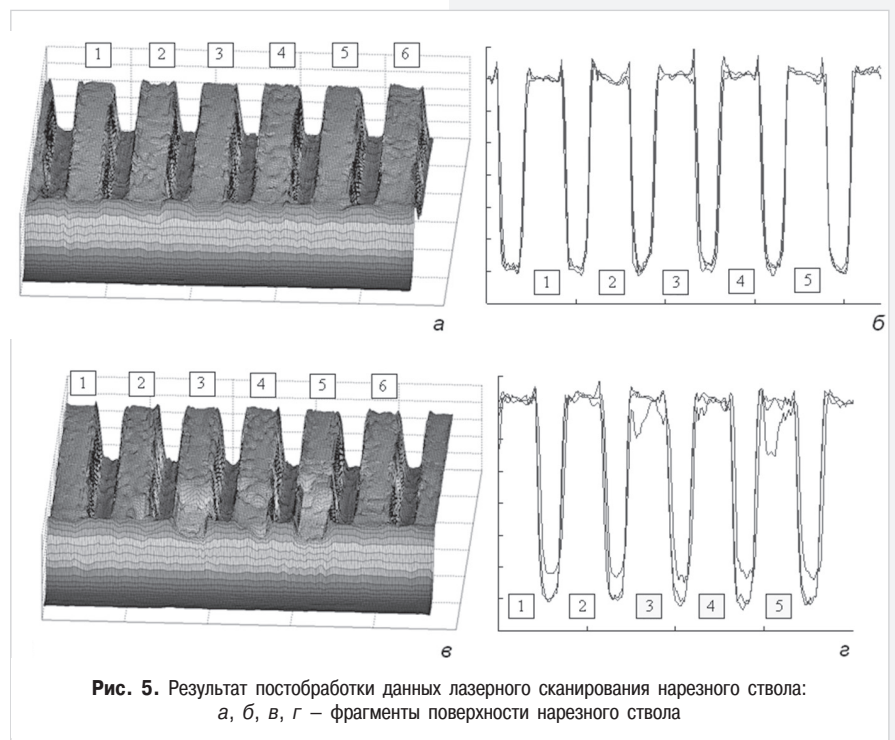 1 2 3 4 5 6
а
1 2 3 4 5
б
1 2 3 4 5 6
в
1 2 3 4 5
г
Рис. 5. Результат постобработки данных лазерного сканирования нарезного ствола:
а, б, в, г – фрагменты поверхности нарезного ствола